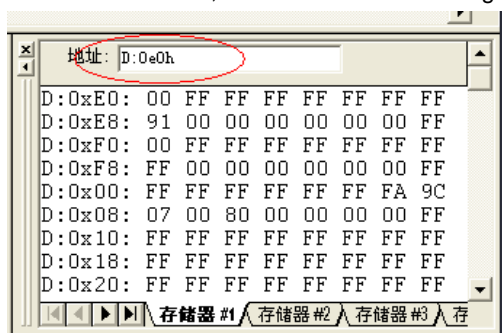 地址: D:0e0h
D:0xE0: 00 FF FF FF FF FF FF FF
D:0xE8: 91 00 00 00 00 00 00 FF
D:0xF0: 00 FF FF FF FF FF FF FF
D:0xF8: FF 00 00 00 00 00 00 FF
D:0x00: FF FF FF FF FF FF FA 9C
D:0x08: 07 00 80 00 00 00 00 FF
D:0x10: FF FF FF FF FF FF FF FF
D:0x18: FF FF FF FF FF FF FF FF
D:0x20: FF FF FF FF FF FF FF FF
存储器 #1 存储器 #2 存储器 #3 存